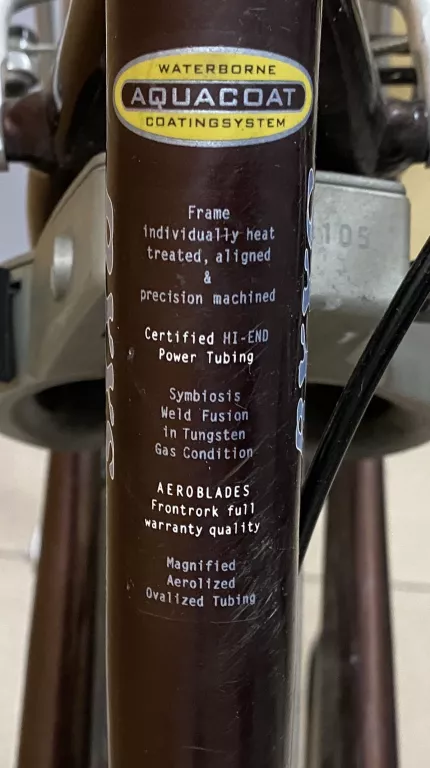 WATERBORNE
AQUACOAT
COATINGSYSTEM
Frame
individually heat
treated, aligned
&
precision machined
Certified HI-END
Power Tubing
Symbiosis
Weld Fusion
in Tungsten
Gas Condition
AEROBLADES
Frontrork full
warranty quality
Magnified
Aerolized
Ovalized Tubing
105